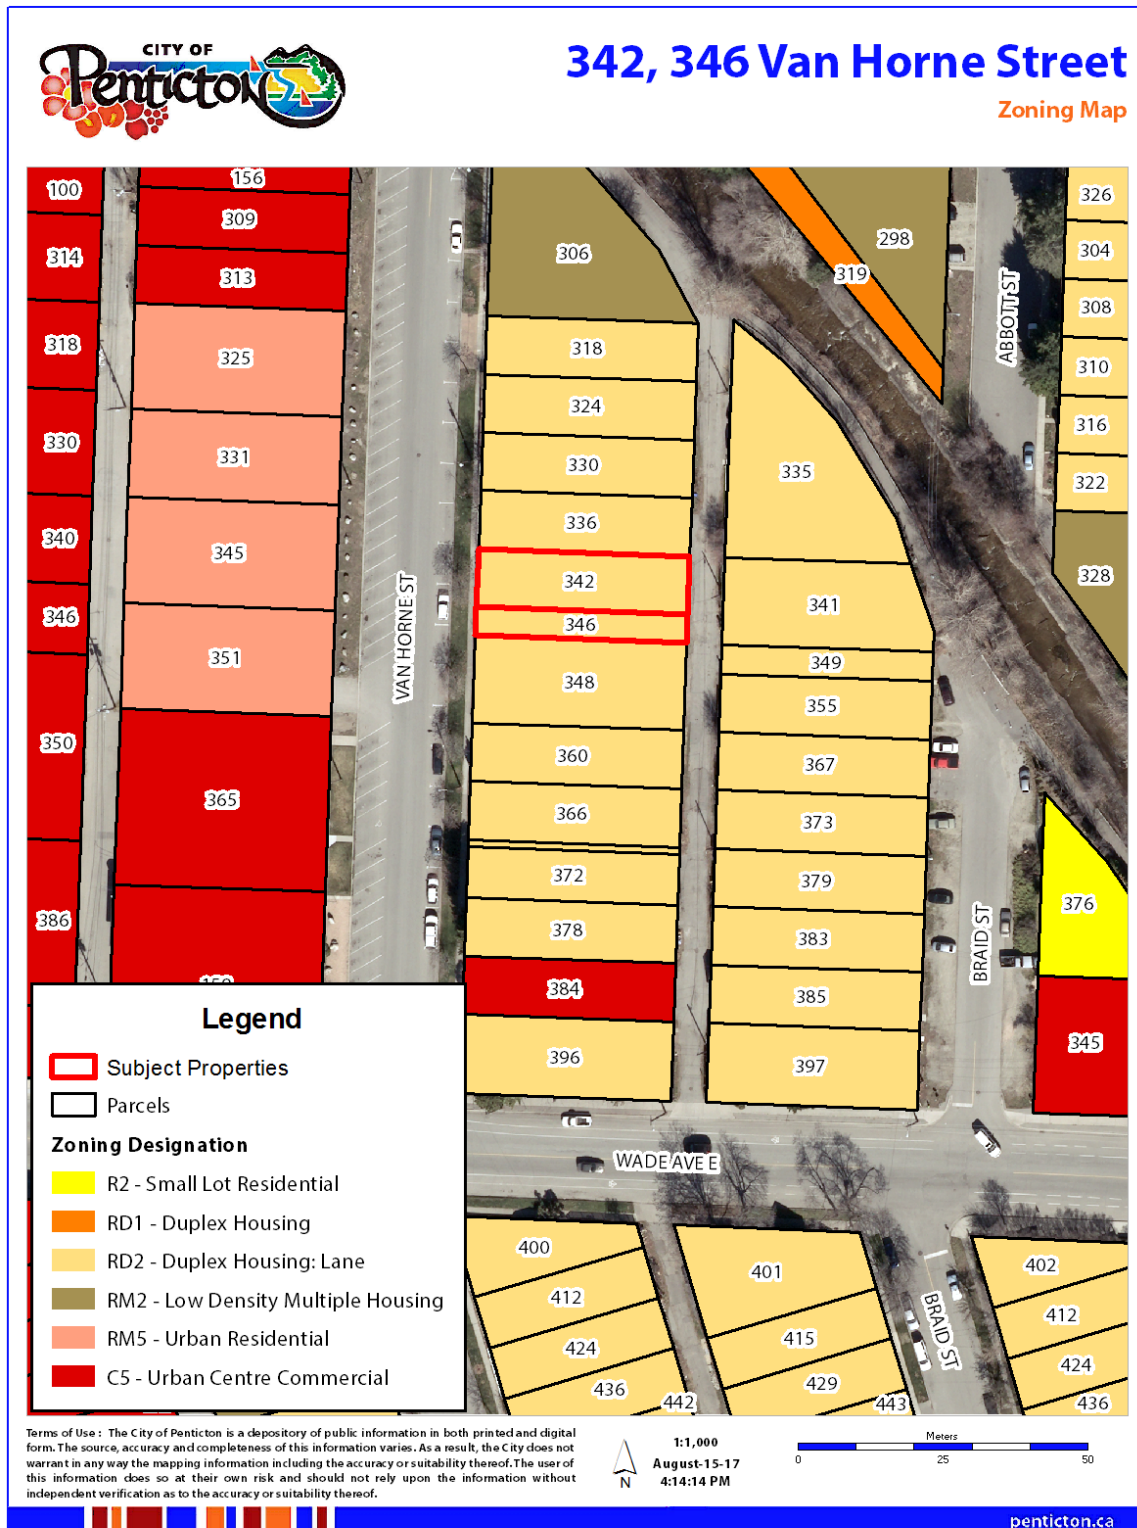 CITY OF
Penticton
342, 346 Van Horne Street
Zoning Map
100
156
326
309
314
306
298
304
313
319
308
318
325
318
ABBOTT ST
310
324
316
330
331
330
335
322
336
340
345
342
328
341
346
346
VAN HORNE ST
351
348
349
355
350
360
367
365
366
373
372
379
376
386
378
383
BRAID ST
384
385
345
396
397
WADE AVE E
400
401
402
412
412
415
424
424
BRAID ST
436
429
442
443
436
Legend
Subject Properties
Parcels
Zoning Designation
R2 - Small Lot Residential
RD1 - Duplex Housing
RD2 - Duplex Housing: Lane
RM2 - Low Density Multiple Housing
RM5 - Urban Residential
C5 - Urban Centre Commercial
Terms of Use : The City of Penticton is a depository of public information in both printed and digital
form. The source, accuracy and completeness of this information varies. As a result, the City does not
warrant in any way the mapping information including the accuracy or suitability thereof. The user of
this information does so at their own risk and should not rely upon the information without
independent verification as to the accuracy or suitability thereof.
N
1:1,000
August-15-17
4:14:14 PM
Meters
0 25 50
penticton.ca